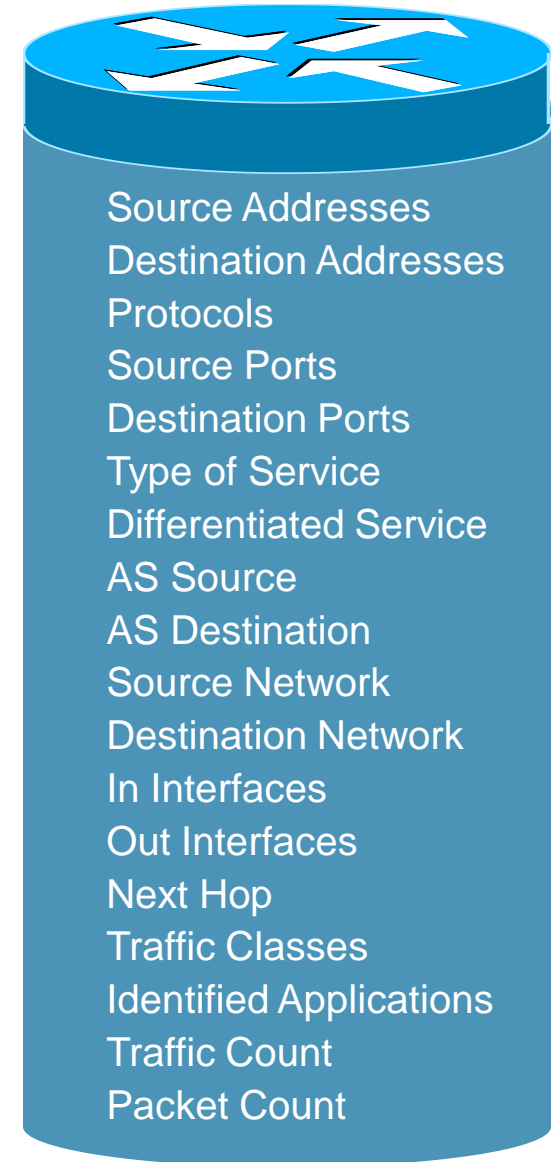 Source Addresses
Destination Addresses
Protocols
Source Ports
Destination Ports
Type of Service
Differentiated Service
AS Source
AS Destination
Source Network
Destination Network
In Interfaces
Out Interfaces
Next Hop
Traffic Classes
Identified Applications
Traffic Count
Packet Count